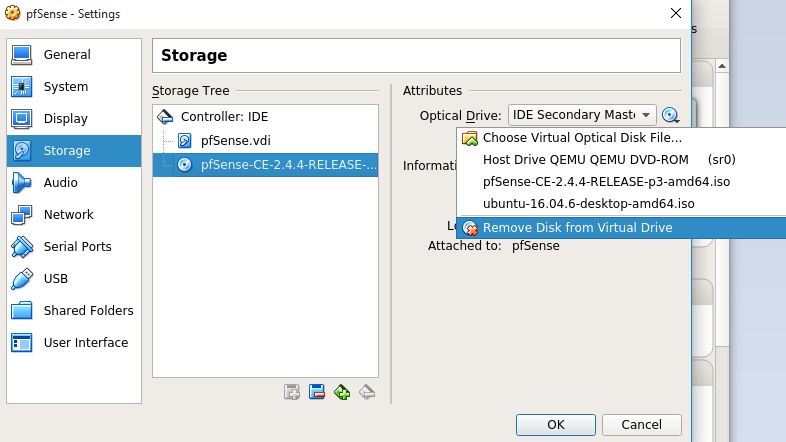 pfSense - Settings
General
System
Display
Storage
Audio
Network
Serial Ports
USB
Shared Folders
User Interface
Storage
Storage Tree
Controller: IDE
pfSense.vdi
pfSense-CE-2.4.4-RELEASE-...
Attributes
Optical Drive: IDE Secondary Maste
Choose Virtual Optical Disk File...
Host Drive QEMU QEMU DVD-ROM (sr0)
pfSense-CE-2.4.4-RELEASE-p3-amd64.iso
ubuntu-16.04.6-desktop-amd64.iso
Remove Disk from Virtual Drive
Informati
Attached to: pfSense
OK
Cancel